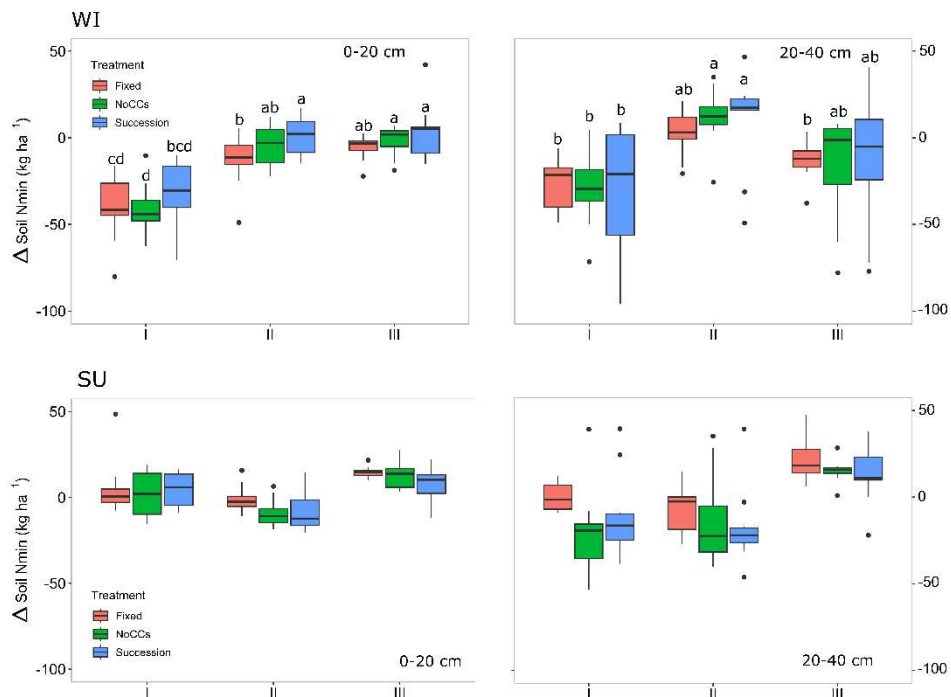 WI
0-20 cm
Treatment
Fixed
NoCCs
Succession
cd
d
bcd
b
ab
a
ab
a
a
50
0
-50
-100
Δ Soil Nmin (kg ha⁻¹)
I
II
III
20-40 cm
b
b
b
ab
a
a
b
ab
ab
50
0
-50
-100
I
II
III
SU
50
0
-50
-100
Δ Soil Nmin (kg ha⁻¹)
Treatment
Fixed
NoCCs
Succession
0-20 cm
I
II
III
20-40 cm
50
0
-50
-100
I
II
III